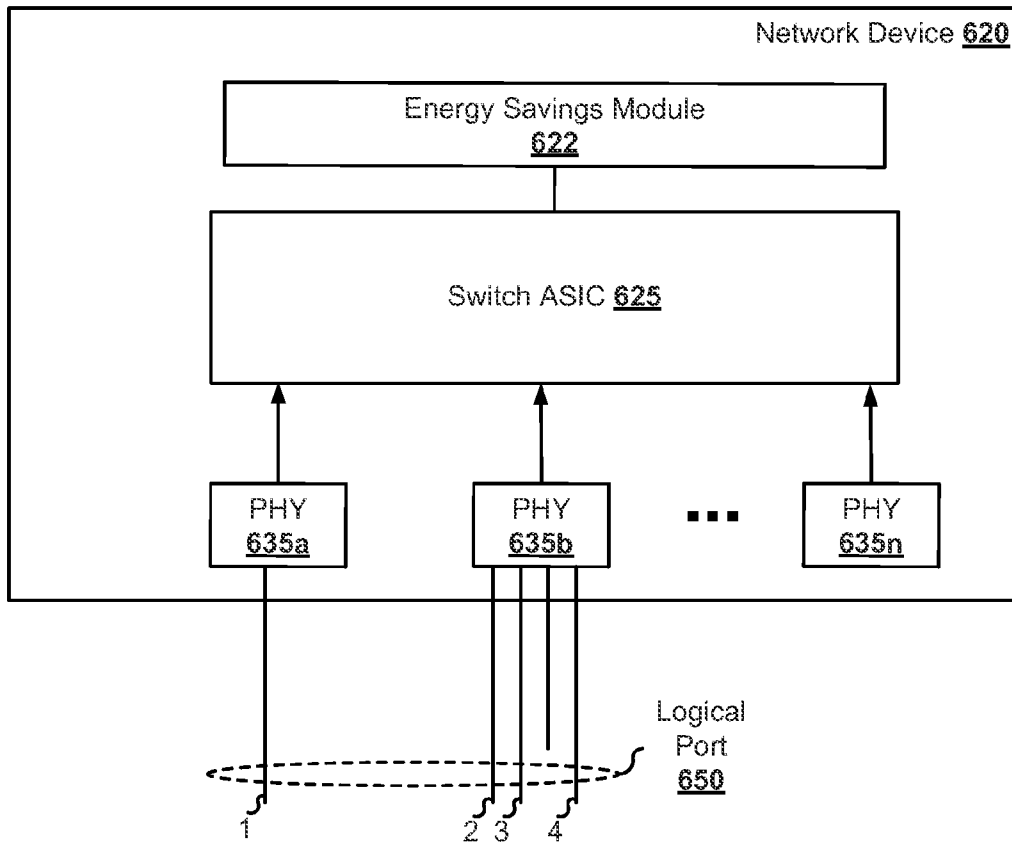 Network Device 620
Energy Savings Module
622
Switch ASIC 625
PHY
635a
PHY
635b
PHY
635n
Logical
Port
650
1
2
3
4